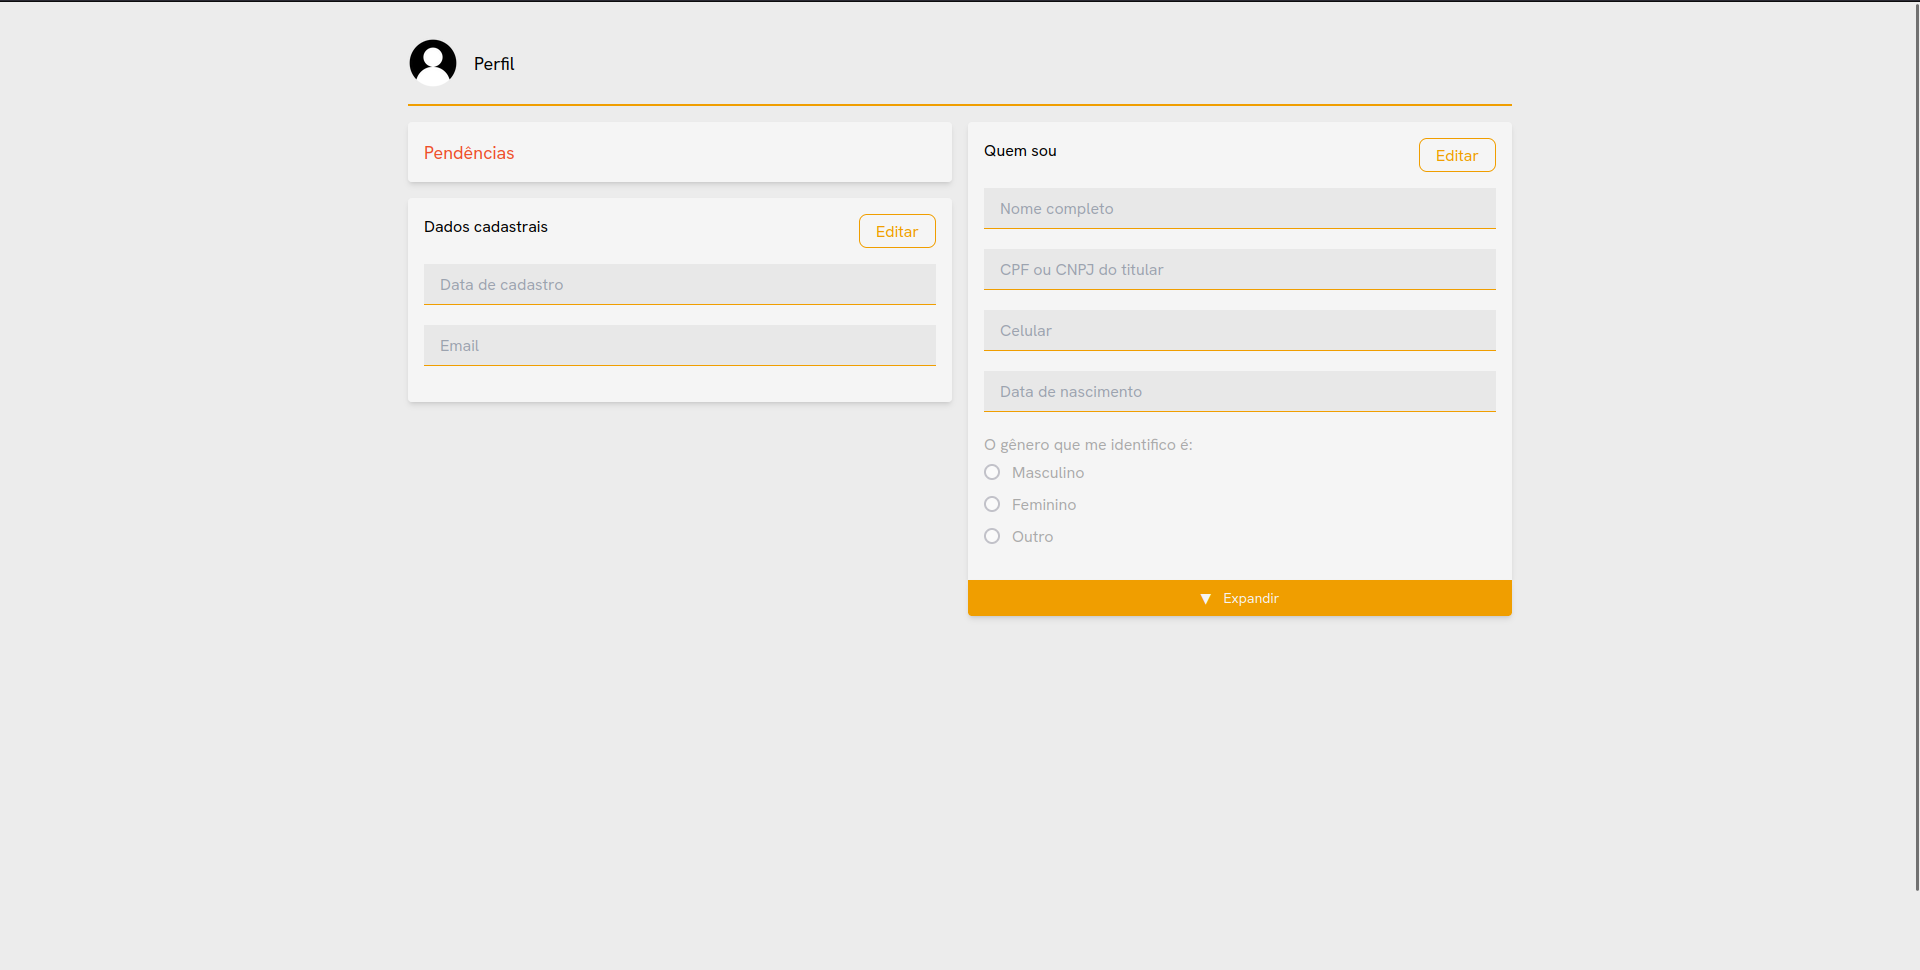 Perfil
Pendências
Dados cadastrais
Editar
Data de cadastro
Email
Quem sou
Editar
Nome completo
CPF ou CNPJ do titular
Celular
Data de nascimento
O gênero que me identifico é:
Masculino
Feminino
Outro
▼ Expandir